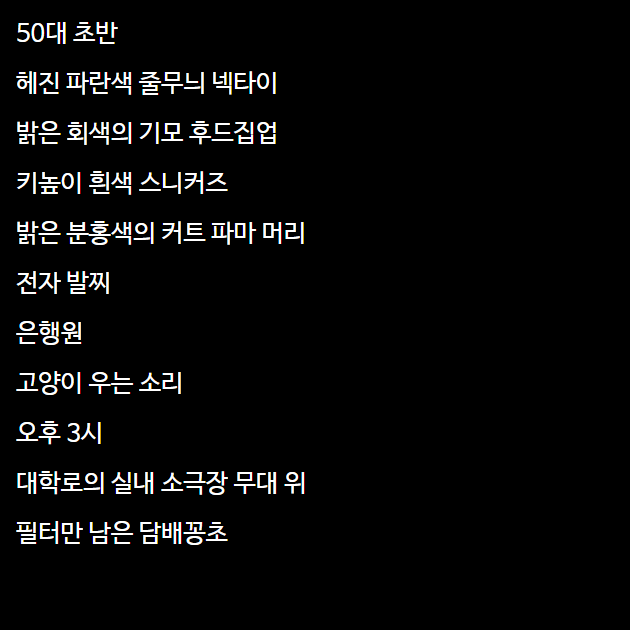 50대 초반
헤진 파란색 줄무늬 넥타이
밝은 회색의 기모 후드집업
키높이 흰색 스니커즈
밝은 분홍색의 커트 파마 머리
전자 발찌
은행원
고양이 우는 소리
오후 3시
대학로의 실내 소극장 무대 위
필터만 남은 담배꽁초